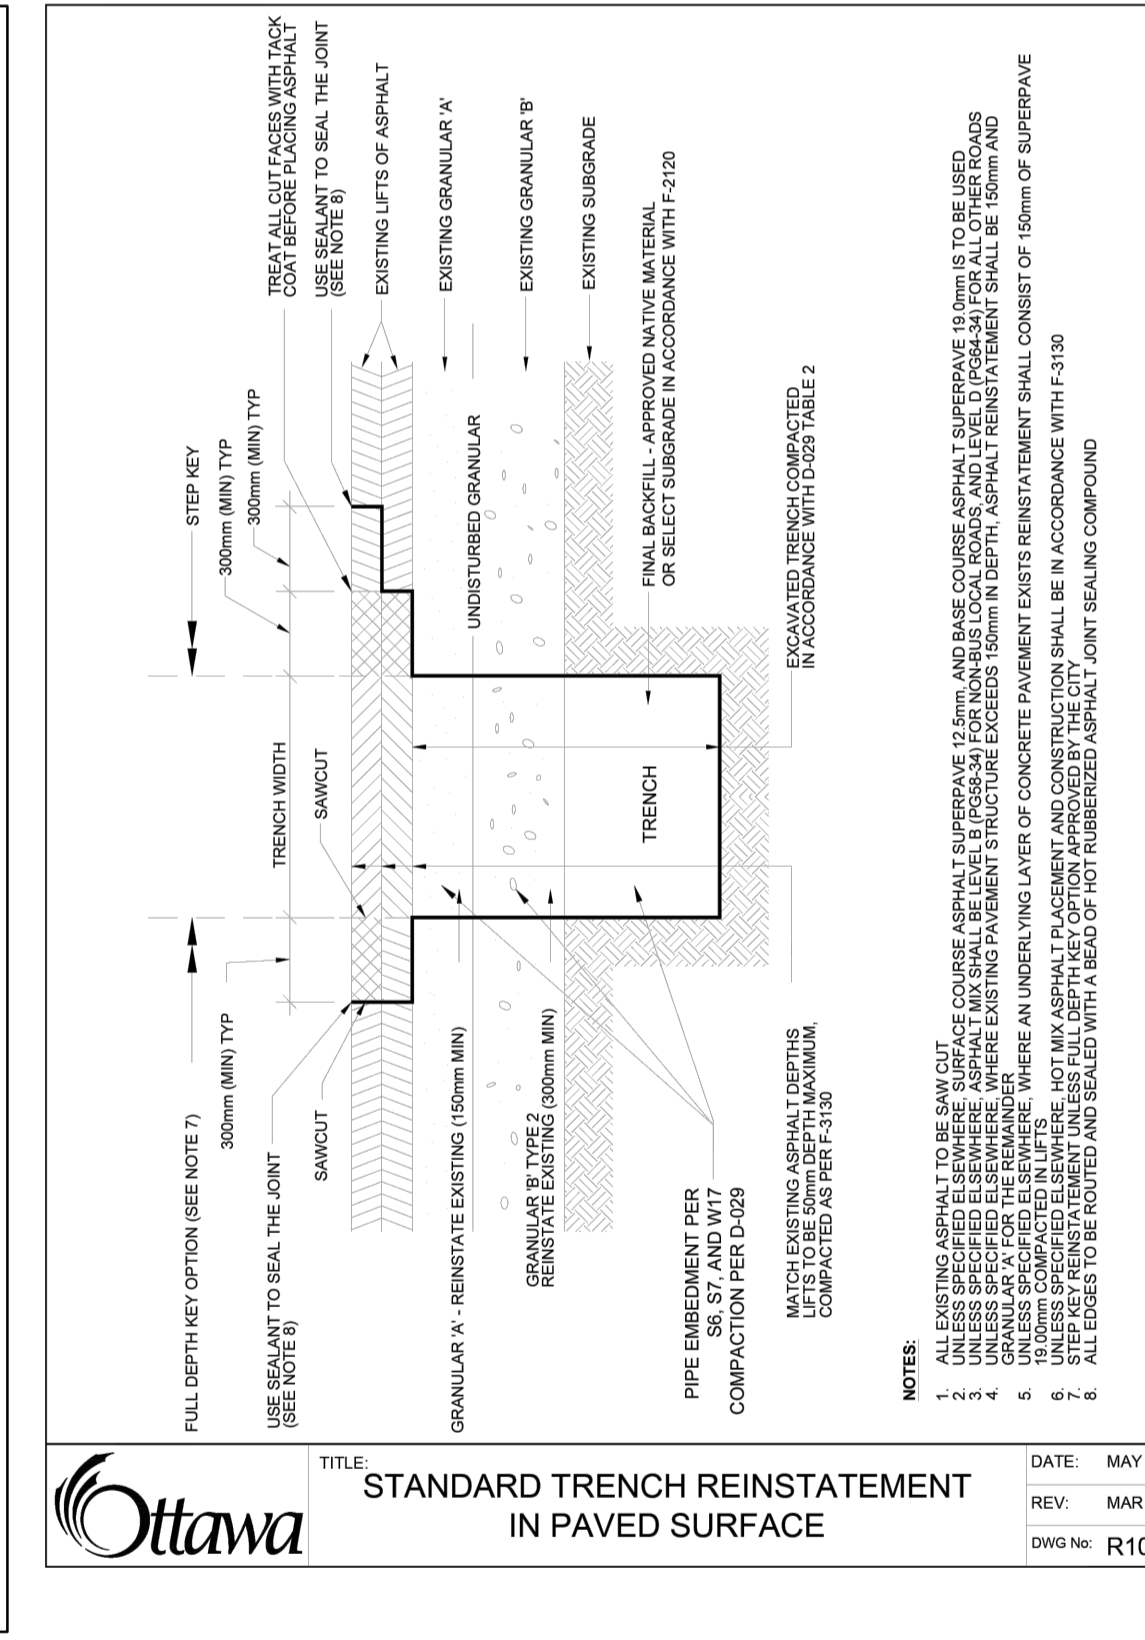 FULL DEPTH KEY OPTION (SEE NOTE 7)
STEP KEY
300mm (MIN) TYP
300mm (MIN) TYP
300mm (MIN) TYP
TRENCH WIDTH
TREAT ALL CUT FACES WITH TACK
COAT BEFORE PLACING ASPHALT
USE SEALANT TO SEAL THE JOINT
(SEE NOTE 8)
SAWCUT
SAWCUT
USE SEALANT TO SEAL THE JOINT
(SEE NOTE 8)
EXISTING LIFTS OF ASPHALT
GRANULAR 'A' - REINSTATE EXISTING (150mm MIN)
EXISTING GRANULAR 'A'
UNDISTURBED GRANULAR
GRANULAR 'B' TYPE 2
REINSTATE EXISTING (300mm MIN)
EXISTING GRANULAR 'B'
EXISTING SUBGRADE
TRENCH
FINAL BACKFILL - APPROVED NATIVE MATERIAL
OR SELECT SUBGRADE IN ACCORDANCE WITH F-2120
PIPE EMBEDMENT PER
S6, S7, AND W17
COMPACTION PER D-029
MATCH EXISTING ASPHALT DEPTHS
LIFTS TO BE 50mm DEPTH MAXIMUM,
COMPACTED AS PER F-3130
EXCAVATED TRENCH COMPACTED
IN ACCORDANCE WITH D-029 TABLE 2
NOTES:
1. ALL EXISTING ASPHALT TO BE SAW CUT
2. UNLESS SPECIFIED ELSEWHERE, SURFACE COURSE ASPHALT SUPERPAVE 12.5mm, AND BASE COURSE ASPHALT SUPERPAVE 19.0mm IS TO BE USED
3. UNLESS SPECIFIED ELSEWHERE, ASPHALT MIX SHALL BE LEVEL B (PG58-34) FOR NON-BUS LOCAL ROADS, AND LEVEL D (PG64-34) FOR ALL OTHER ROADS
4. UNLESS SPECIFIED ELSEWHERE, WHERE EXISTING PAVEMENT STRUCTURE EXCEEDS 150mm IN DEPTH, ASPHALT REINSTATEMENT SHALL BE 150mm AND
GRANULAR 'A' FOR THE REMAINDER
5. UNLESS SPECIFIED ELSEWHERE, WHERE AN UNDERLYING LAYER OF CONCRETE PAVEMENT EXISTS REINSTATEMENT SHALL CONSIST OF 150mm OF SUPERPAVE
19.00mm COMPACTED IN LIFTS
6. UNLESS SPECIFIED ELSEWHERE, HOT MIX ASPHALT PLACEMENT AND CONSTRUCTION SHALL BE IN ACCORDANCE WITH F-3130
7. STEP KEY REINSTATEMENT UNLESS FULL DEPTH KEY OPTION APPROVED BY THE CITY
8. ALL EDGES TO BE ROUTED AND SEALED WITH A BEAD OF HOT RUBBERIZED ASPHALT JOINT SEALING COMPOUND
Ottawa
TITLE:
STANDARD TRENCH REINSTATEMENT
IN PAVED SURFACE
DATE: MAY
REV: MAR
DWG No: R10